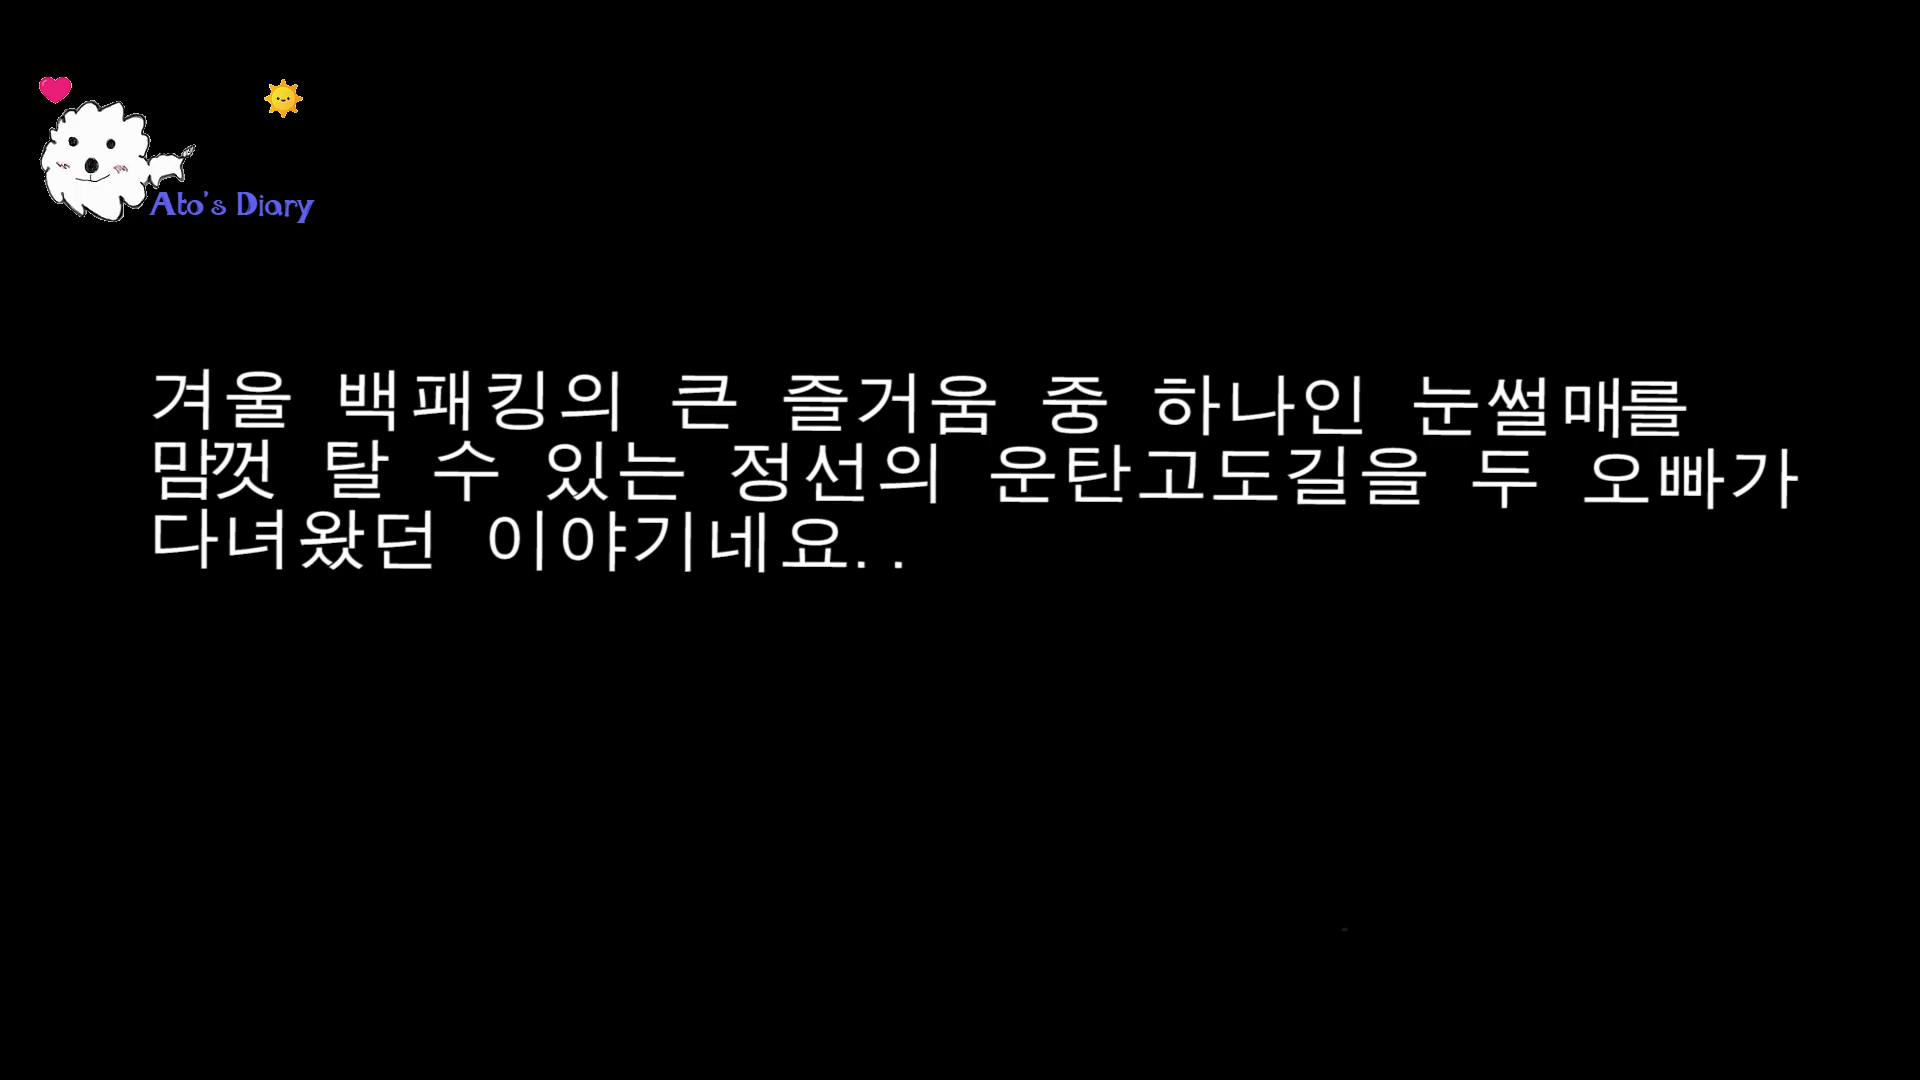 Ato's Diary
겨울 백패킹의 큰 즐거움 중 하나인 눈썰매를
맘껏 탈 수 있는 정선의 운탄고도길을 두 오빠가
다녀왔던 이야기네요..